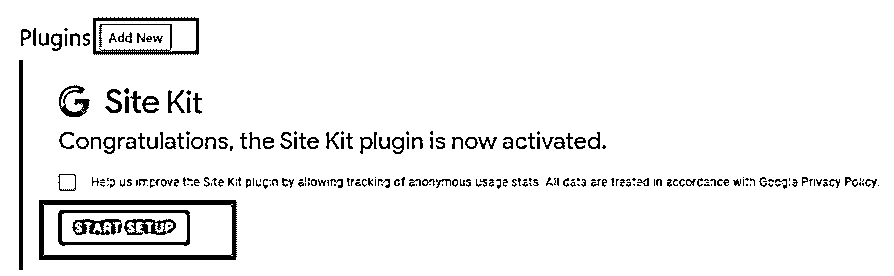 Plugins Add New
G Site Kit
Congratulations, the Site Kit plugin is now activated.
Help us improve the Site Kit plugin by allowing tracking of anonymous usage stats. All data are treated in accordance with Google Privacy Policy.
START SETUP